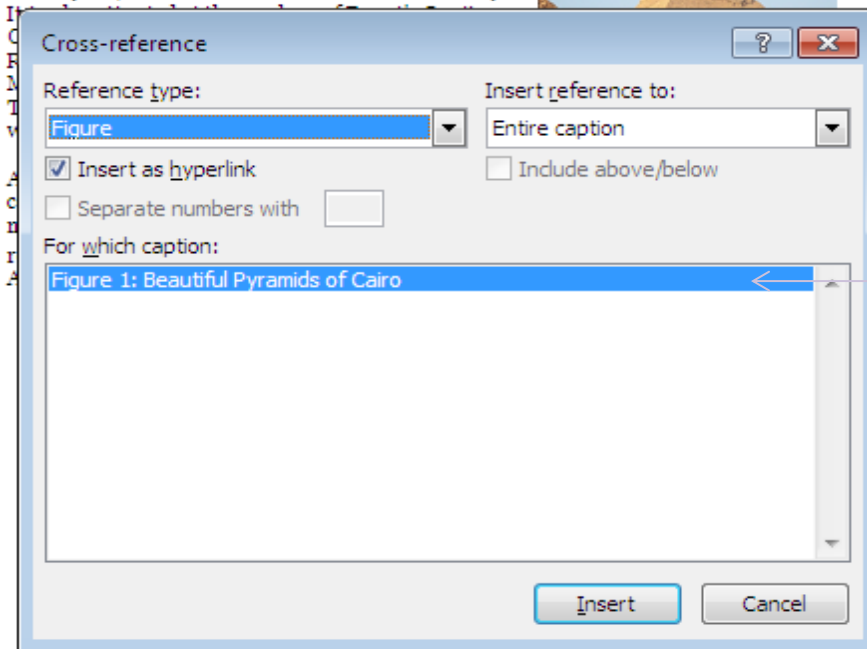 Cross-reference
?
Reference type:
Insert reference to:
Figure
Entire caption
Insert as hyperlink
Include above/below
Separate numbers with
For which caption:
Figure 1: Beautiful Pyramids of Cairo
Insert
Cancel